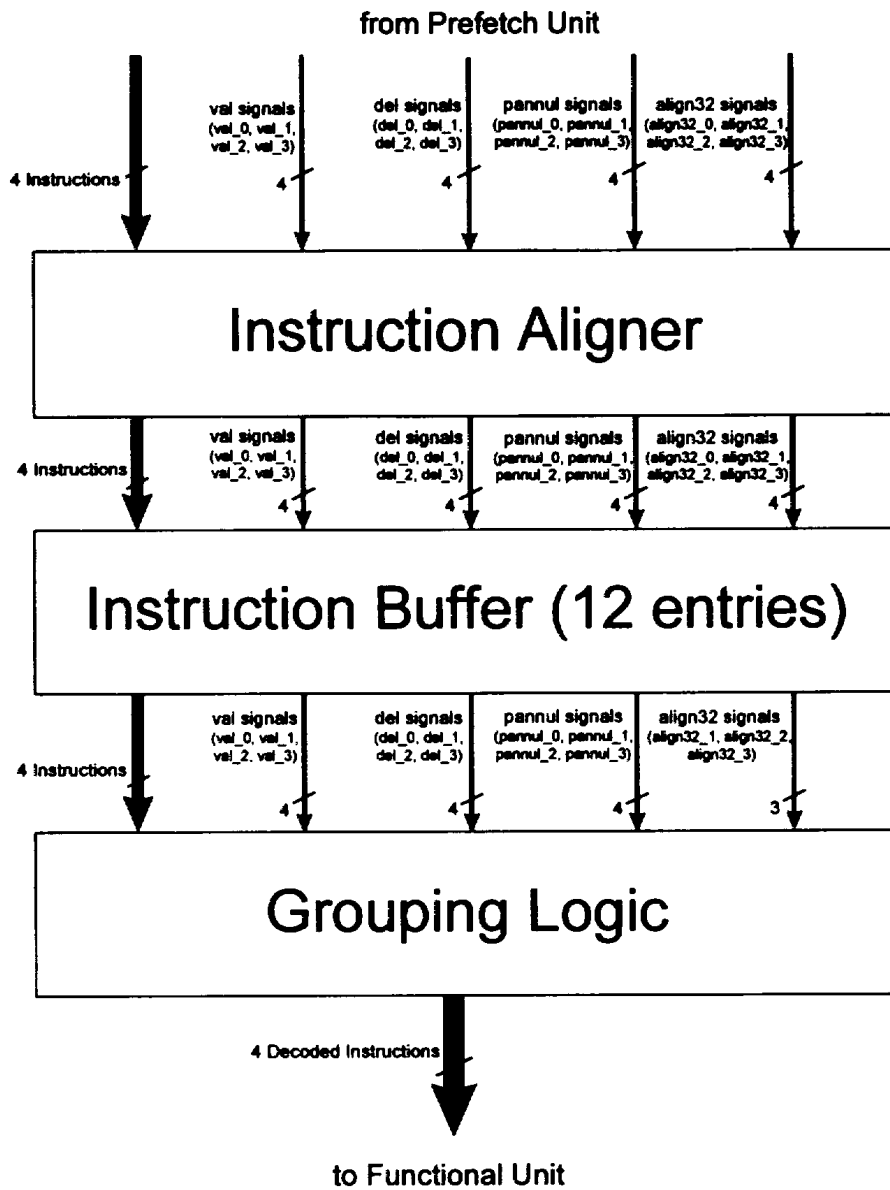 from Prefetch Unit
val signals
(val_0, val_1,
val_2, val_3)
del signals
(del_0, del_1,
del_2, del_3)
pannul signals
(pannul_0, pannul_1,
pannul_2, pannul_3)
align32 signals
(align32_0, align32_1,
align32_2, align32_3)
4 Instructions
4
4
4
4
Instruction Aligner
val signals
(val_0, val_1,
val_2, val_3)
del signals
(del_0, del_1,
del_2, del_3)
pannul signals
(pannul_0, pannul_1,
pannul_2, pannul_3)
align32 signals
(align32_0, align32_1,
align32_2, align32_3)
4 Instructions
4
4
4
4
Instruction Buffer (12 entries)
val signals
(val_0, val_1,
val_2, val_3)
del signals
(del_0, del_1,
del_2, del_3)
pannul signals
(pannul_0, pannul_1,
pannul_2, pannul_3)
align32 signals
(align32_1, align32_2,
align32_3)
4 Instructions
4
4
4
3
Grouping Logic
4 Decoded Instructions
to Functional Unit